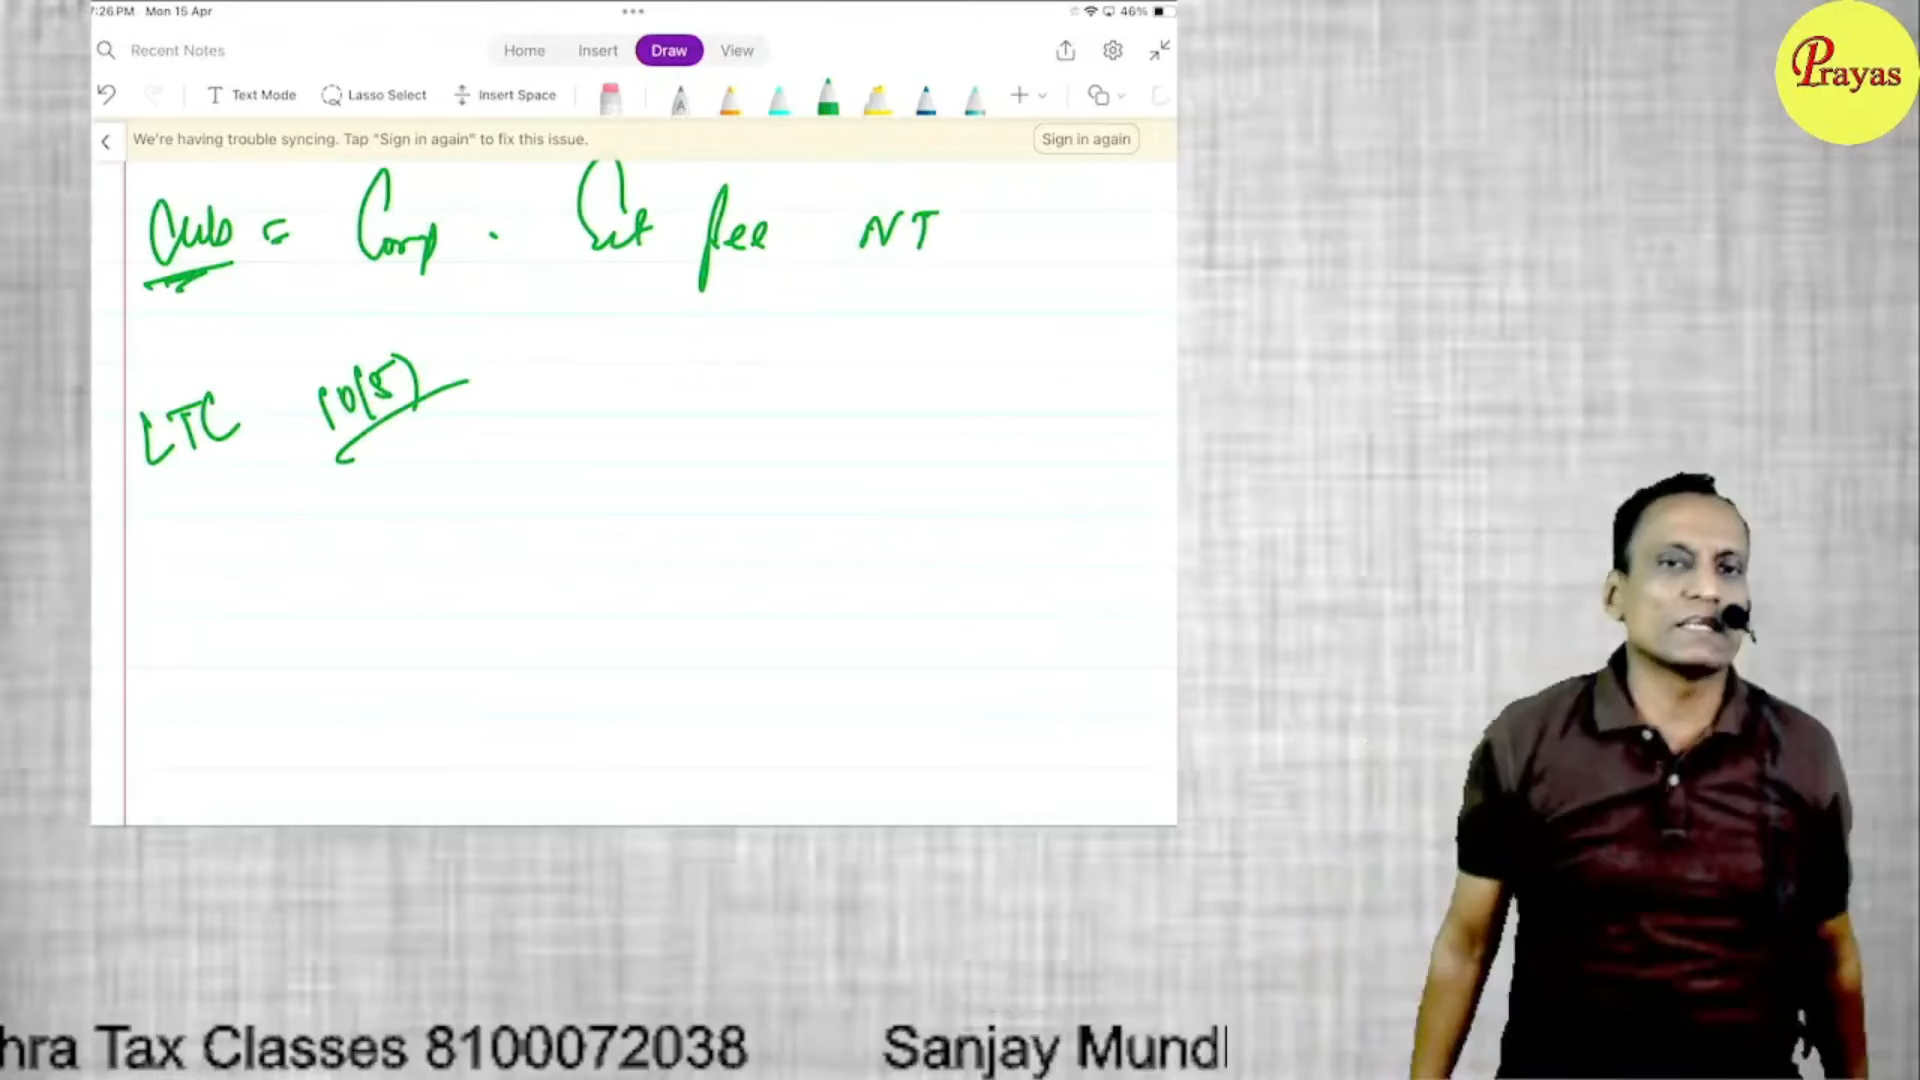 7:26 PM Mon 15 Apr
46%
Prayas
Recent Notes
Home Insert Draw View
T Text Mode Lasso Select Insert Space
We're having trouble syncing. Tap "Sign in again" to fix this issue.
Sign in again
Club = Corp. fee NT
LTC 10(5)
hra Tax Classes 8100072038 Sanjay Mund